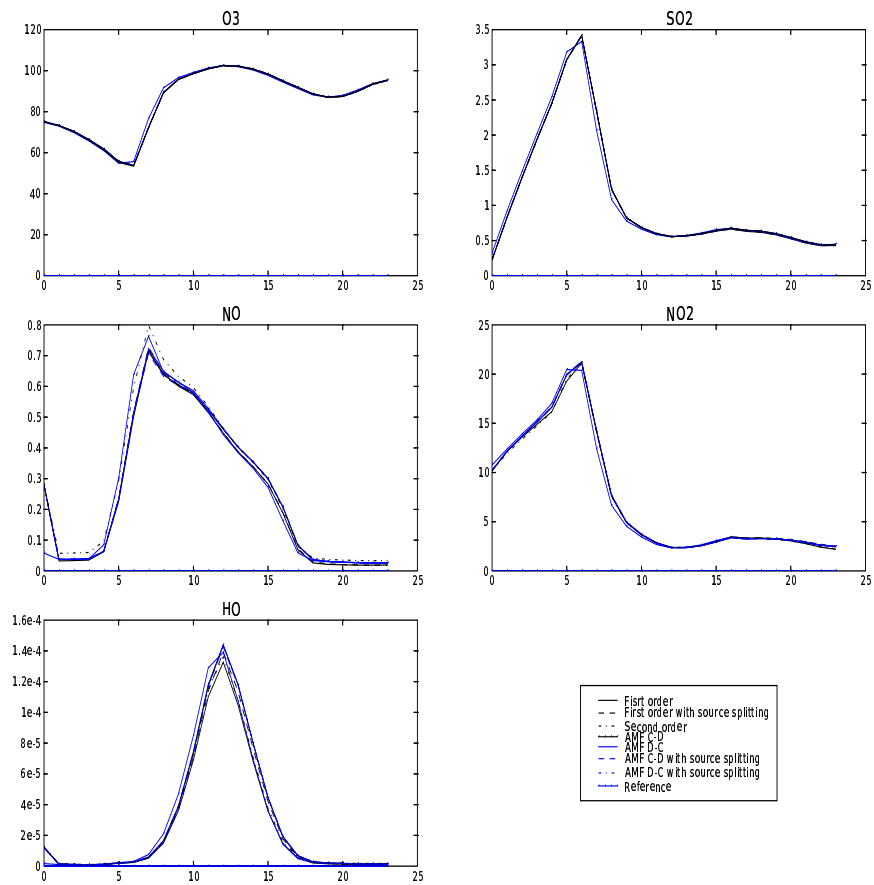 O3
120
100
80
60
40
20
0
0 5 10 15 20 25
SO2
3.5
3
2.5
2
1.5
1
0.5
0
0 5 10 15 20 25
NO
0.8
0.7
0.6
0.5
0.4
0.3
0.2
0.1
0
0 5 10 15 20 25
NO2
25
20
15
10
5
0
0 5 10 15 20 25
HO
1.6e-4
1.4e-4
1.2e-4
1e-4
8e-5
6e-5
4e-5
2e-5
0
0 5 10 15 20 25
Fisrt order
First order with source splitting
Second order
AMF C-D
AMF D-C
AMF C-D with source splitting
AMF D-C with source splitting
Reference